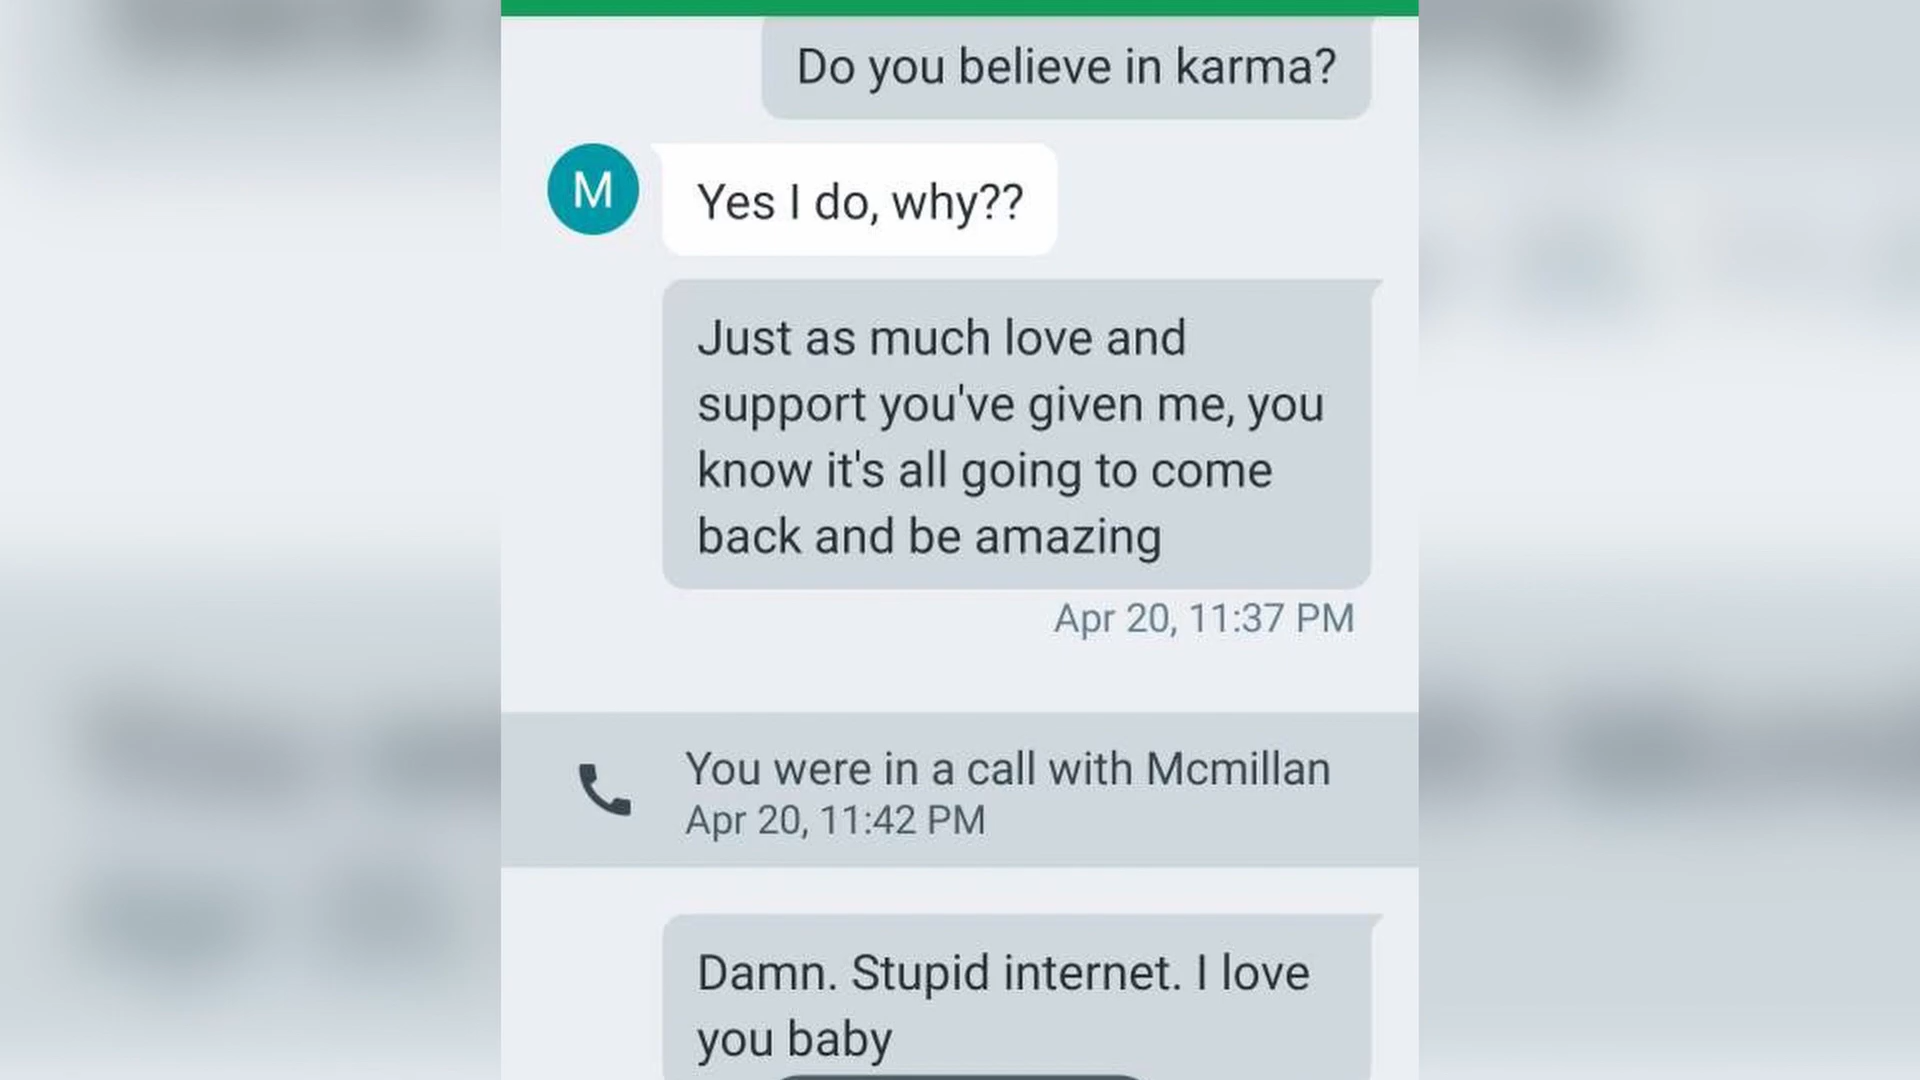 Do you believe in karma?
M
Yes I do, why??
Just as much love and
support you've given me, you
know it's all going to come
back and be amazing
Apr 20, 11:37 PM
You were in a call with Mcmillan
Apr 20, 11:42 PM
Damn. Stupid internet. I love
you baby